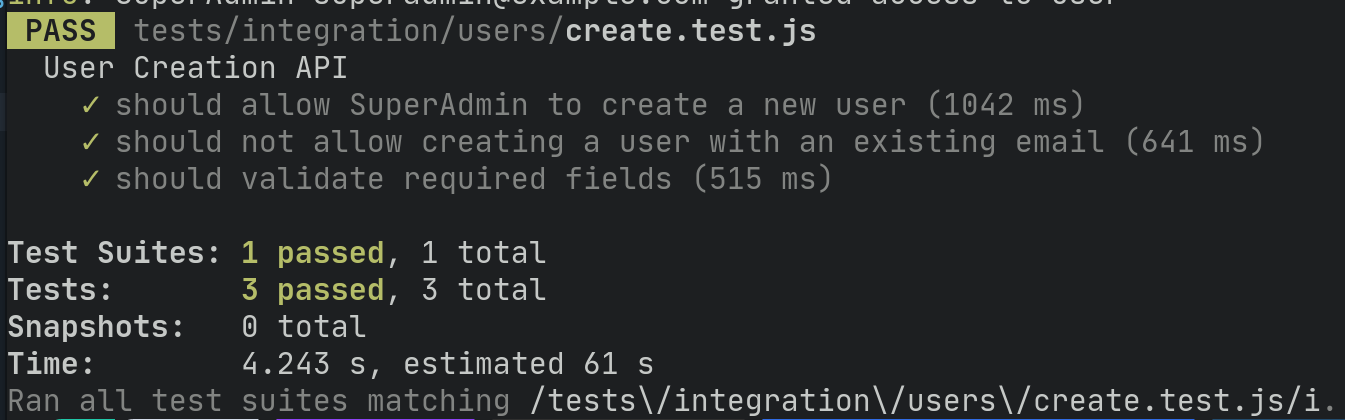 info: SuperAdmin superadmin@example.com granted access to user
PASS tests/integration/users/create.test.js
User Creation API
✓ should allow SuperAdmin to create a new user (1042 ms)
✓ should not allow creating a user with an existing email (641 ms)
✓ should validate required fields (515 ms)
Test Suites: 1 passed, 1 total
Tests: 3 passed, 3 total
Snapshots: 0 total
Time: 4.243 s, estimated 61 s
Ran all test suites matching /tests\/integration\/users\/create.test.js/i.